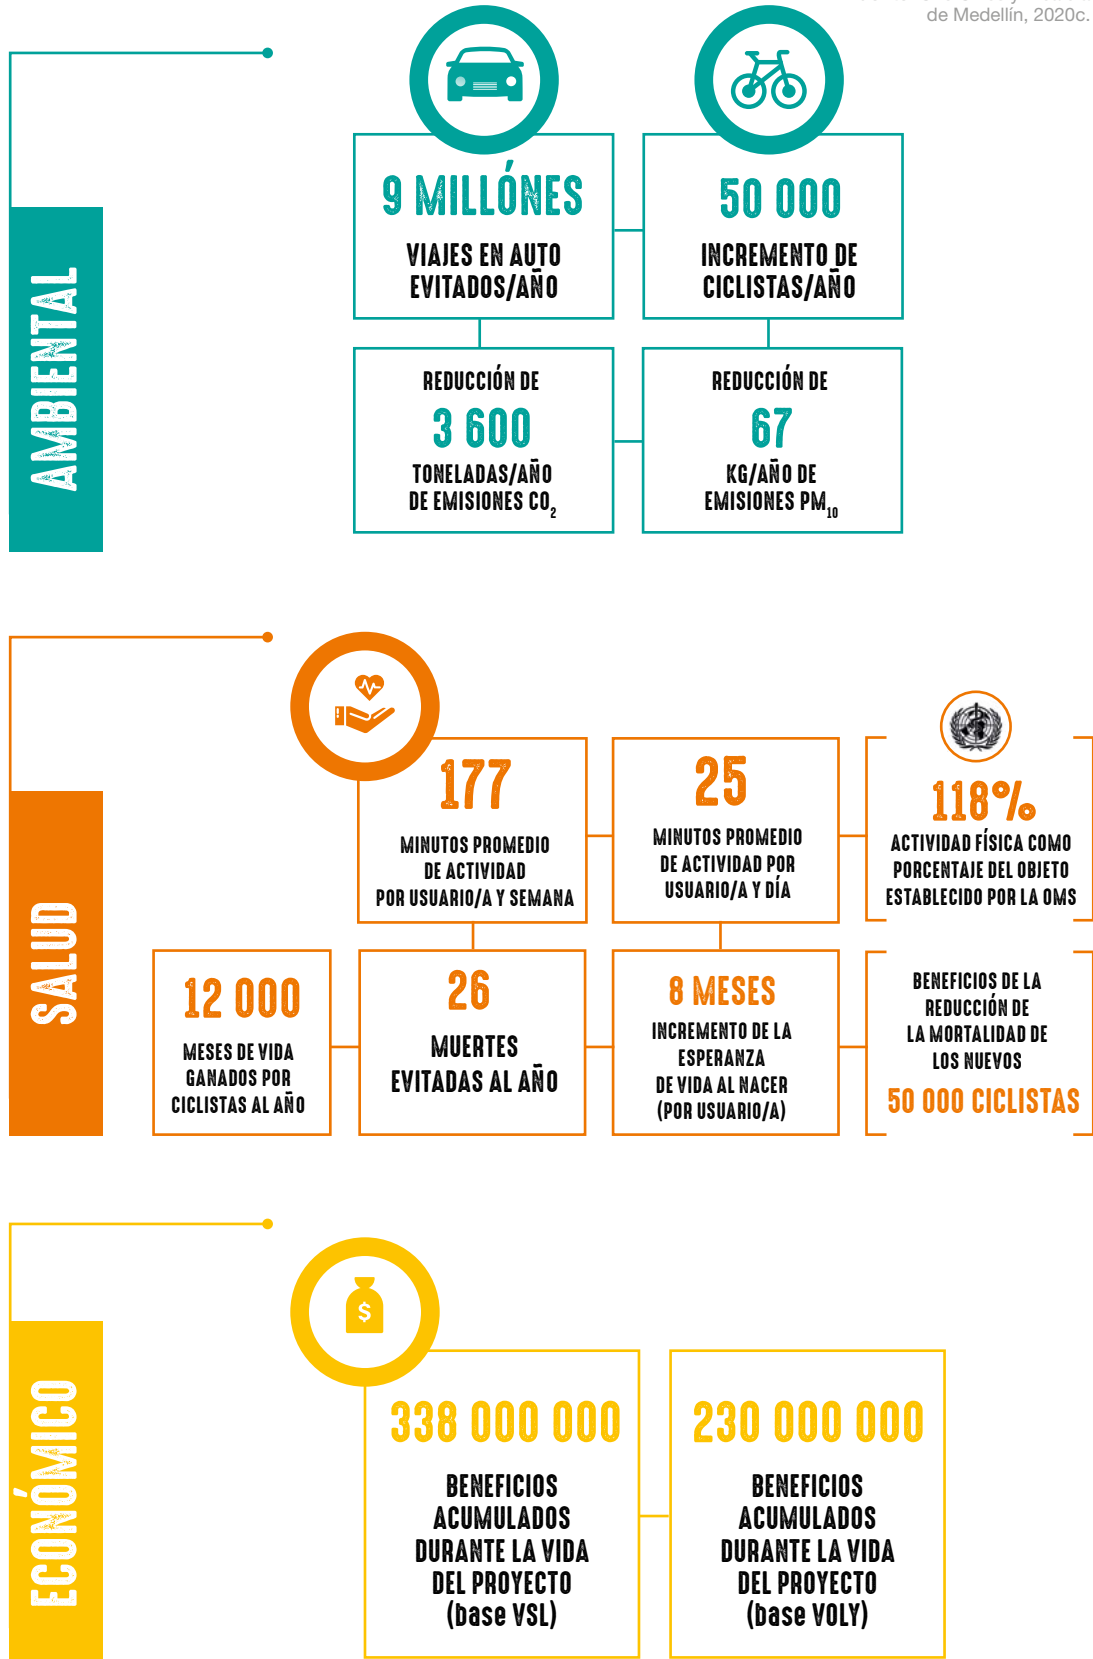 de Medellín, 2020c.
AMBIENTAL
9 MILLÓNES
VIAJES EN AUTO
EVITADOS/AÑO
50 000
INCREMENTO DE
CICLISTAS/AÑO
REDUCCIÓN DE
3 600
TONELADAS/AÑO
DE EMISIONES CO₂
REDUCCIÓN DE
67
KG/AÑO DE
EMISIONES PM₁₀
SALUD
177
MINUTOS PROMEDIO
DE ACTIVIDAD
POR USUARIO/A Y SEMANA
25
MINUTOS PROMEDIO
DE ACTIVIDAD POR
USUARIO/A Y DÍA
118%
ACTIVIDAD FÍSICA COMO
PORCENTAJE DEL OBJETO
ESTABLECIDO POR LA OMS
12 000
MESES DE VIDA
GANADOS POR
CICLISTAS AL AÑO
26
MUERTES
EVITADAS AL AÑO
8 MESES
INCREMENTO DE LA
ESPERANZA
DE VIDA AL NACER
(POR USUARIO/A)
BENEFICIOS DE LA
REDUCCIÓN DE
LA MORTALIDAD DE
LOS NUEVOS
50 000 CICLISTAS
ECONÓMICO
$
338 000 000
BENEFICIOS
ACUMULADOS
DURANTE LA VIDA
DEL PROYECTO
(base VSL)
230 000 000
BENEFICIOS
ACUMULADOS
DURANTE LA VIDA
DEL PROYECTO
(base VOLY)